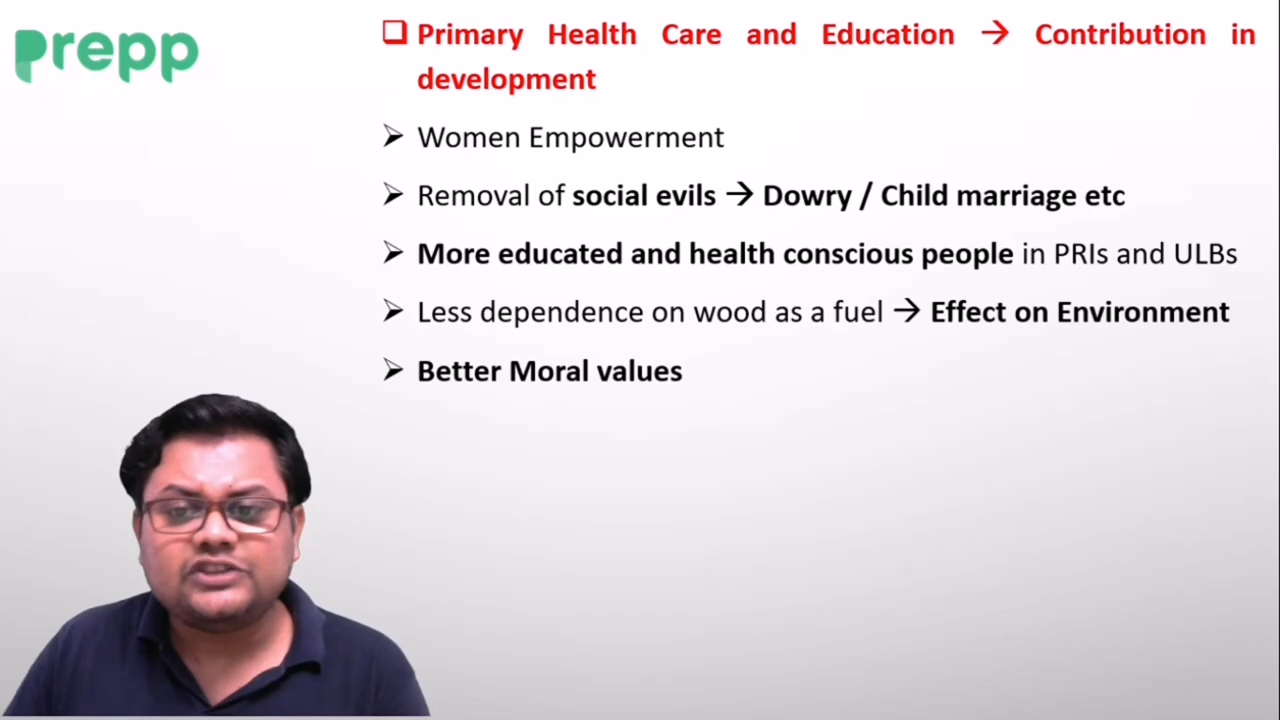 prepp
❑ Primary Health Care and Education → Contribution in
development
➢ Women Empowerment
➢ Removal of social evils → Dowry / Child marriage etc
➢ More educated and health conscious people in PRIs and ULBs
➢ Less dependence on wood as a fuel → Effect on Environment
➢ Better Moral values